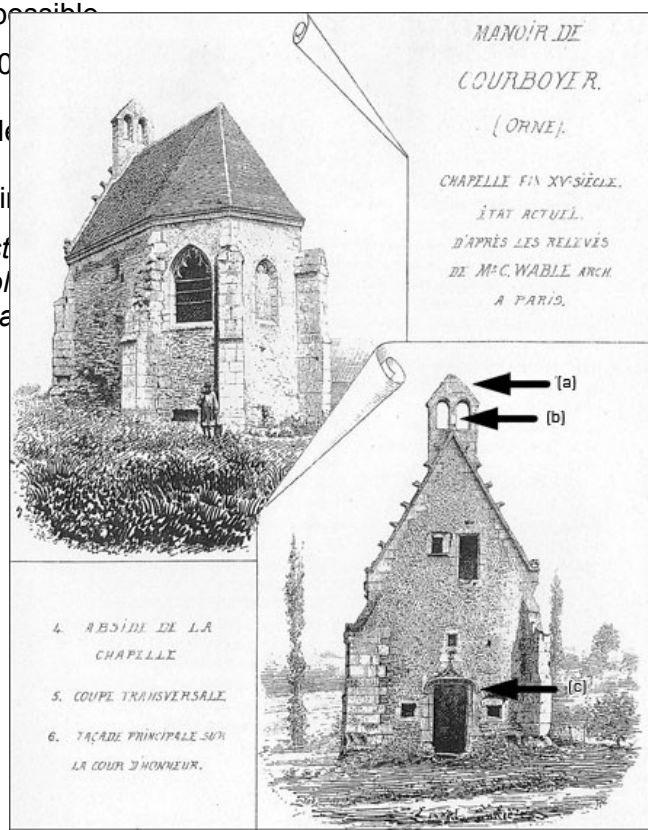 possible
MANOIR DE
COURBOYER.
(ORNE).
CHAPELLE FIN XVᵉ SIÈCLE.
ÉTAT ACTUEL.
D'APRÈS LES RELEVÉS
DE Mʳ C. WABLE ARCH.
A PARIS.
(a)
(b)
(c)
4. ABSIDE DE LA
CHAPELLE
5. COUPE TRANSVERSALE
6. FAÇADE PRINCIPALE SUR
LA COUR D'HONNEUR.